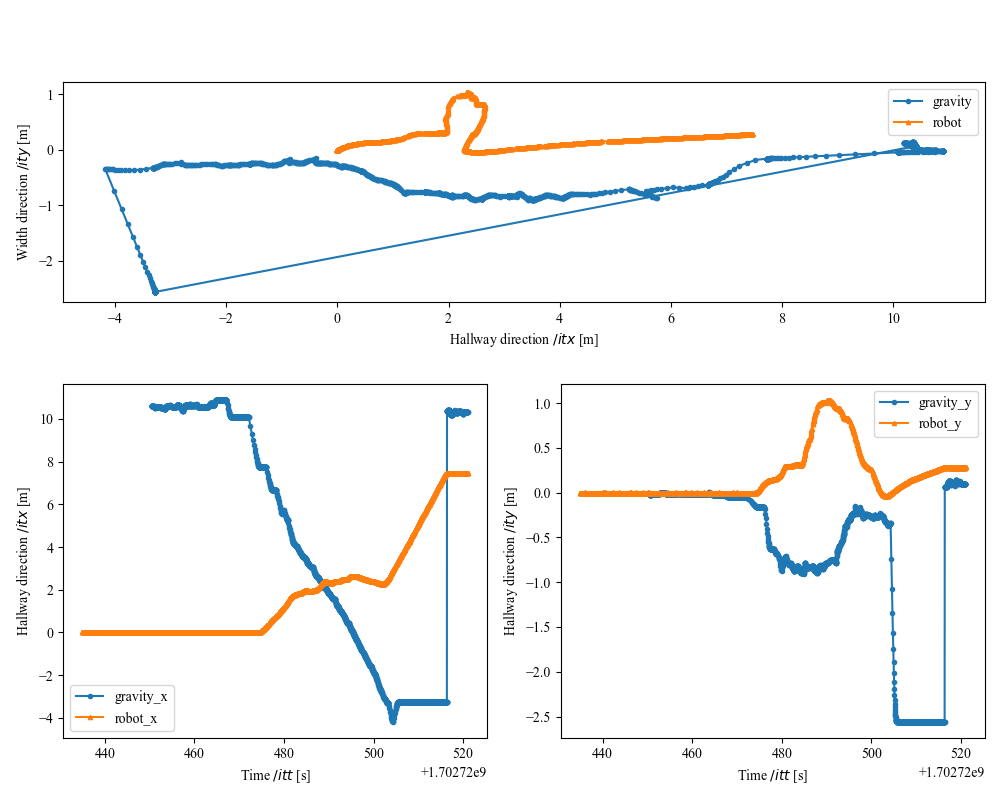 1
0
−1
−2
Width direction /ity [m]
gravity
robot
−4
−2
0
2
4
6
8
10
Hallway direction /itx [m]
10
8
6
4
2
0
−2
−4
Hallway direction /itx [m]
gravity_x
robot_x
440
460
480
500
520
Time /itt [s]
+1.70272e9
1.0
0.5
0.0
−0.5
−1.0
−1.5
−2.0
−2.5
Hallway direction /ity [m]
gravity_y
robot_y
440
460
480
500
520
Time /itt [s]
+1.70272e9